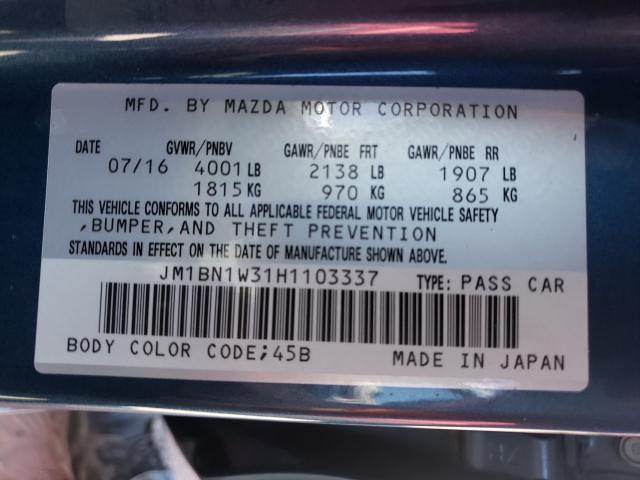 MFD. BY MAZDA MOTOR CORPORATION
DATE GVWR/PNBV GAWR/PNBE FRT GAWR/PNBE RR
07/16 4001 LB 2138 LB 1907 LB
1815 KG 970 KG 865 KG
THIS VEHICLE CONFORMS TO ALL APPLICABLE FEDERAL MOTOR VEHICLE SAFETY
,BUMPER,AND THEFT PREVENTION
STANDARDS IN EFFECT ON THE DATE OF MANUFACTURE SHOWN ABOVE.
JM1BN1W31H1103337 TYPE: PASS CAR
BODY COLOR CODE;45B MADE IN JAPAN